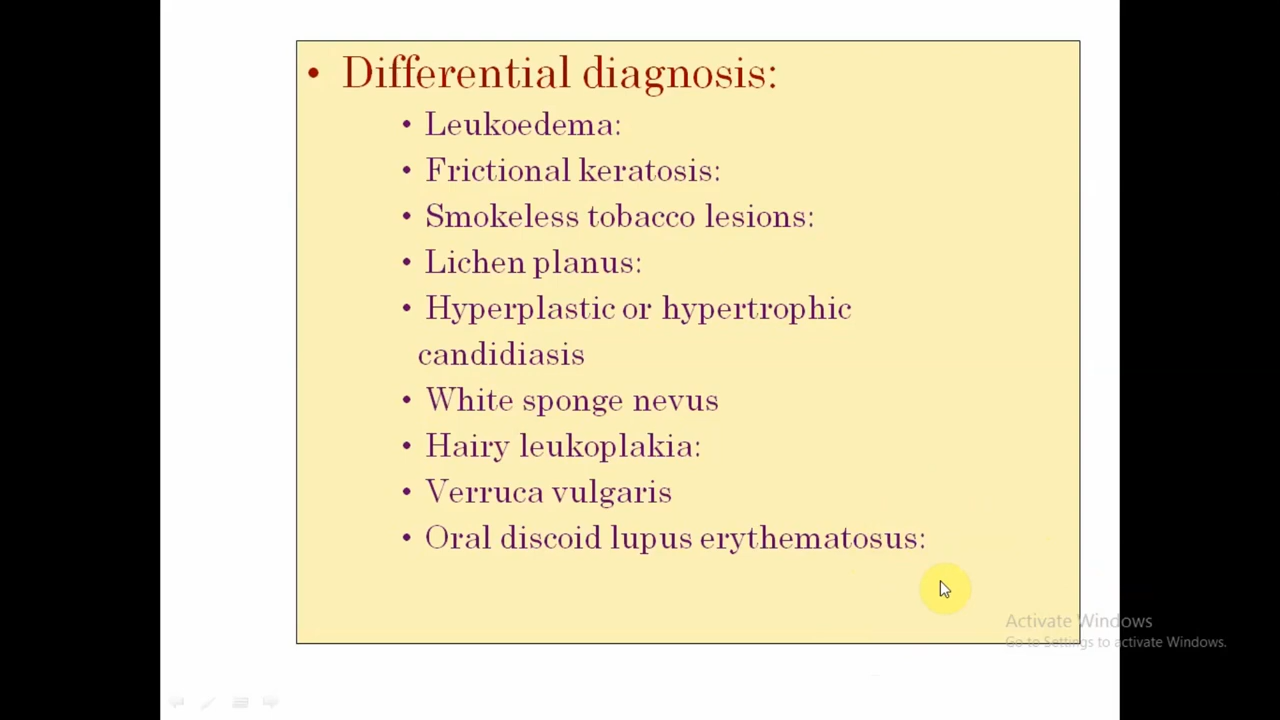 • Differential diagnosis:
• Leukoedema:
• Frictional keratosis:
• Smokeless tobacco lesions:
• Lichen planus:
• Hyperplastic or hypertrophic
candidiasis
• White sponge nevus
• Hairy leukoplakia:
• Verruca vulgaris
• Oral discoid lupus erythematosus:
Activate Windows
Go to Settings to activate Windows.